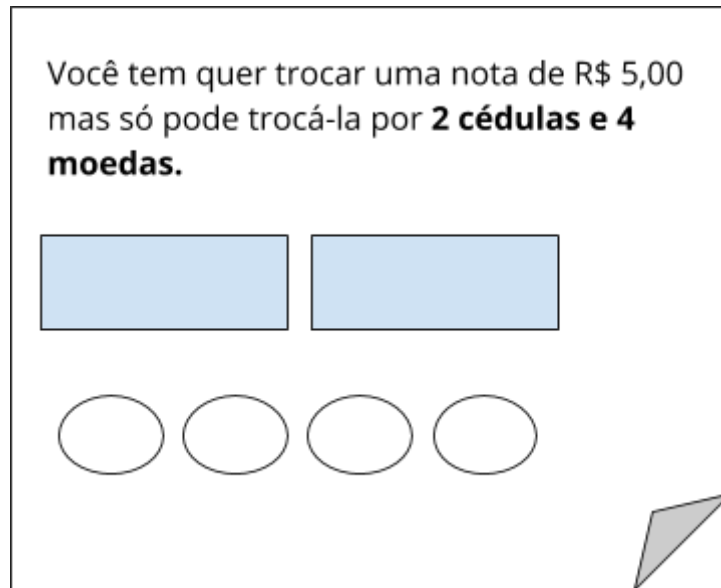 Você tem quer trocar uma nota de R$ 5,00
mas só pode trocá-la por 2 cédulas e 4
moedas.